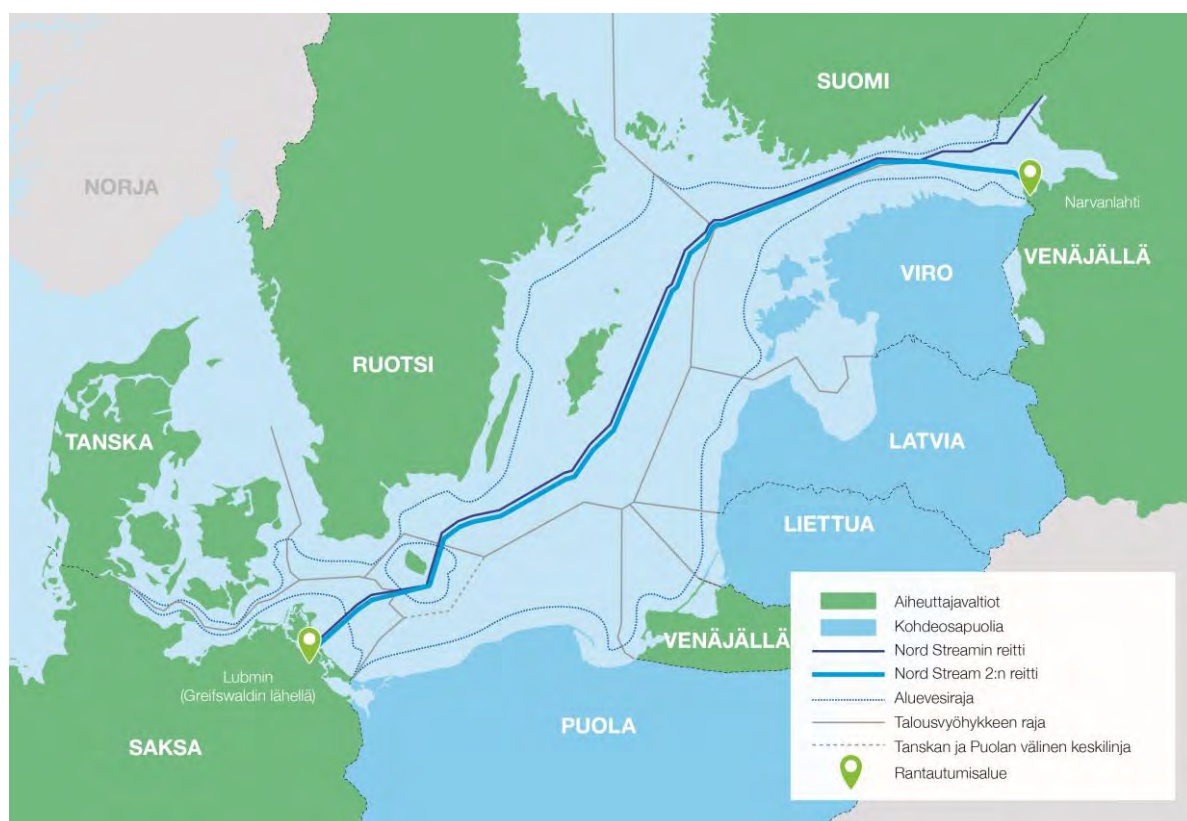 SUOMI
NORJA
Narvanlahti
VENÄJÄLLÄ
VIRO
RUOTSI
TANSKA
LATVIA
LIETTUA
VENÄJÄLLÄ
Lubmin
(Greifswaldin lähellä)
PUOLA
SAKSA
Aiheuttajavaltiot
Kohdeosapuolia
Nord Streamin reitti
Nord Stream 2:n reitti
Aluevesiraja
Talousvyöhykkeen raja
Tanskan ja Puolan välinen keskilinja
Rantautumisalue